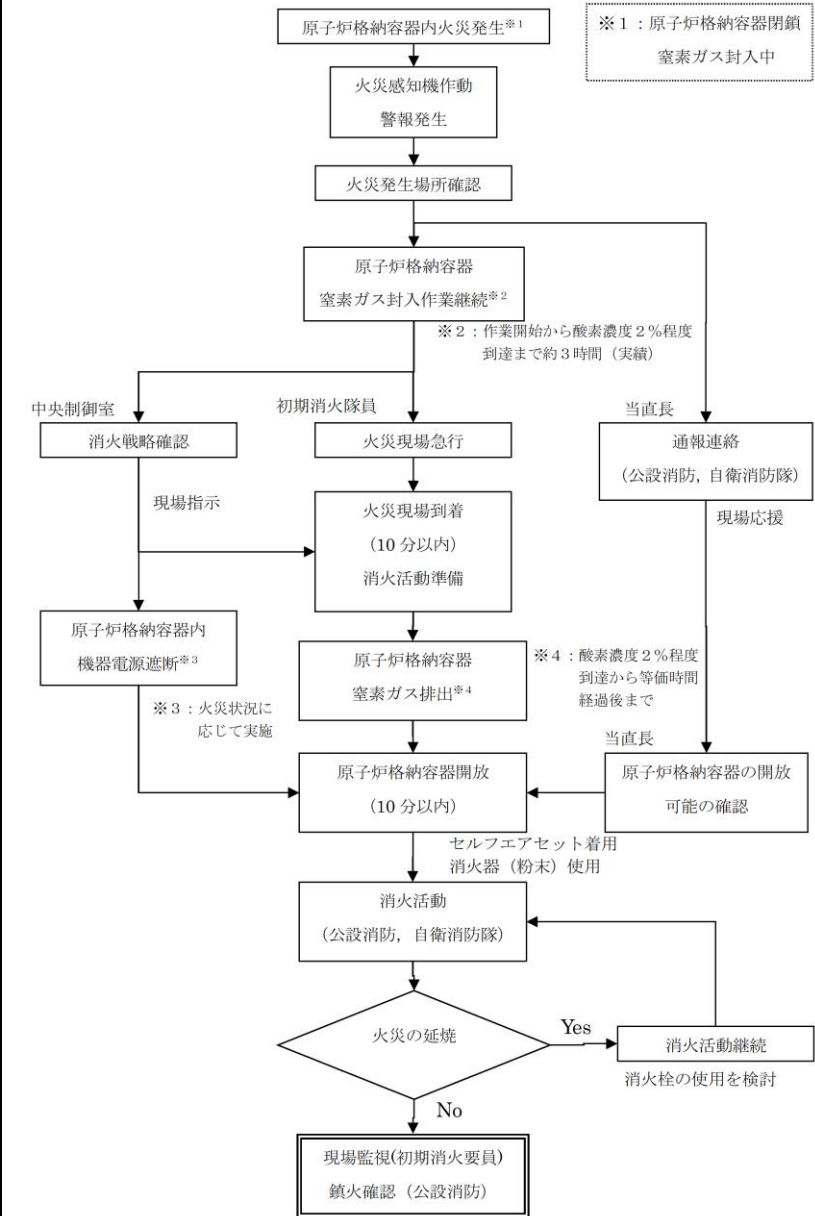 原子炉格納容器内火災発生※1
※1：原子炉格納容器閉鎖
窒素ガス封入中
火災感知機作動
警報発生
火災発生場所確認
原子炉格納容器
窒素ガス封入作業継続※2
※2：作業開始から酸素濃度2％程度
到達まで約3時間（実績）
中央制御室
初期消火隊員
当直長
消火戦略確認
火災現場急行
通報連絡
（公設消防，自衛消防隊）
現場指示
現場応援
火災現場到着
（10分以内）
消火活動準備
原子炉格納容器内
機器電源遮断※3
※3：火災状況に
応じて実施
原子炉格納容器
窒素ガス排出※4
※4：酸素濃度2％程度
到達から等価時間
経過後まで
当直長
原子炉格納容器開放
（10分以内）
原子炉格納容器の開放
可能の確認
セルフエアセット着用
消火器（粉末）使用
消火活動
（公設消防，自衛消防隊）
火災の延焼
Yes
消火活動継続
消火栓の使用を検討
No
現場監視(初期消火要員)
鎮火確認（公設消防）